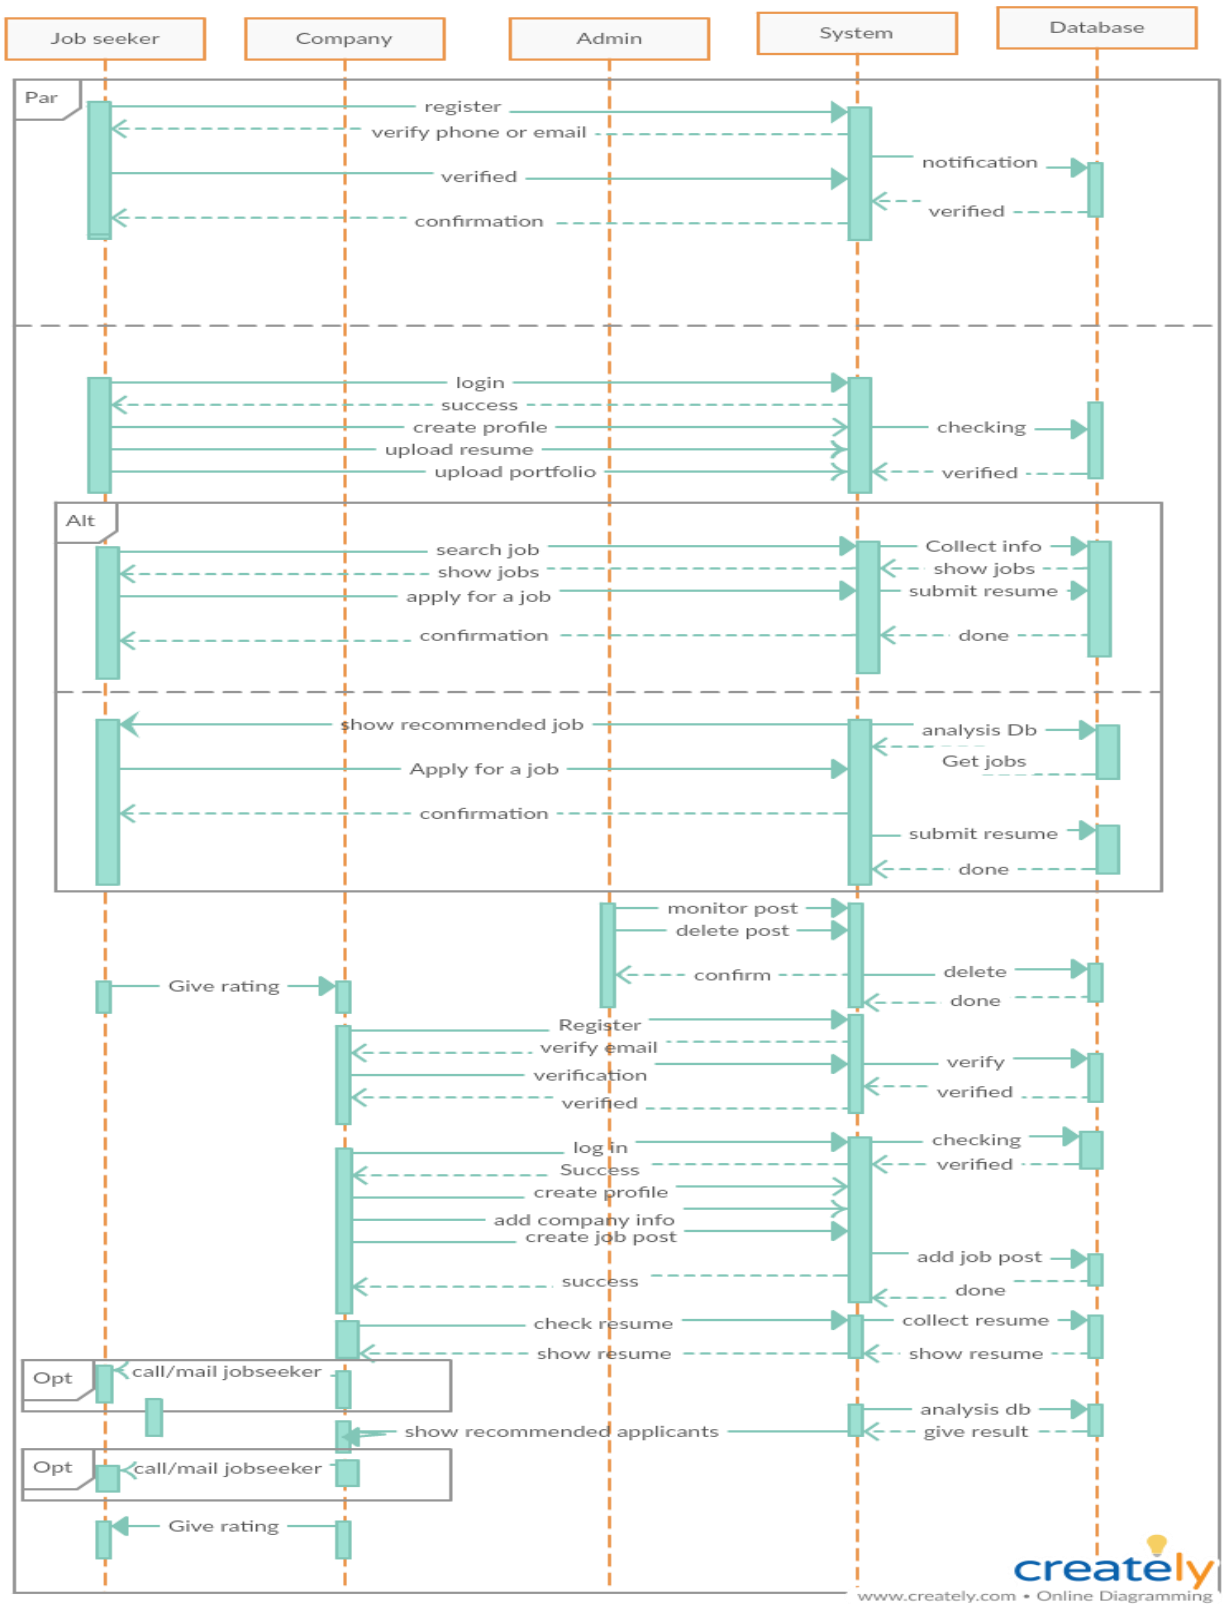 Job seeker
Company
Admin
System
Database
Par
register
verify phone or email
notification
verified
verified
confirmation
login
success
create profile
checking
upload resume
upload portfolio
verified
Alt
search job
Collect info
show jobs
show jobs
apply for a job
submit resume
confirmation
done
show recommended job
analysis Db
Get jobs
Apply for a job
confirmation
submit resume
done
monitor post
delete post
confirm
delete
Give rating
done
Register
verify email
verify
verification
verified
verified
log in
checking
Success
verified
create profile
add company info
create job post
add job post
success
done
check resume
collect resume
show resume
show resume
Opt
call/mail jobseeker
analysis db
show recommended applicants
give result
Opt
call/mail jobseeker
Give rating
creately
www.creately.com • Online Diagramming